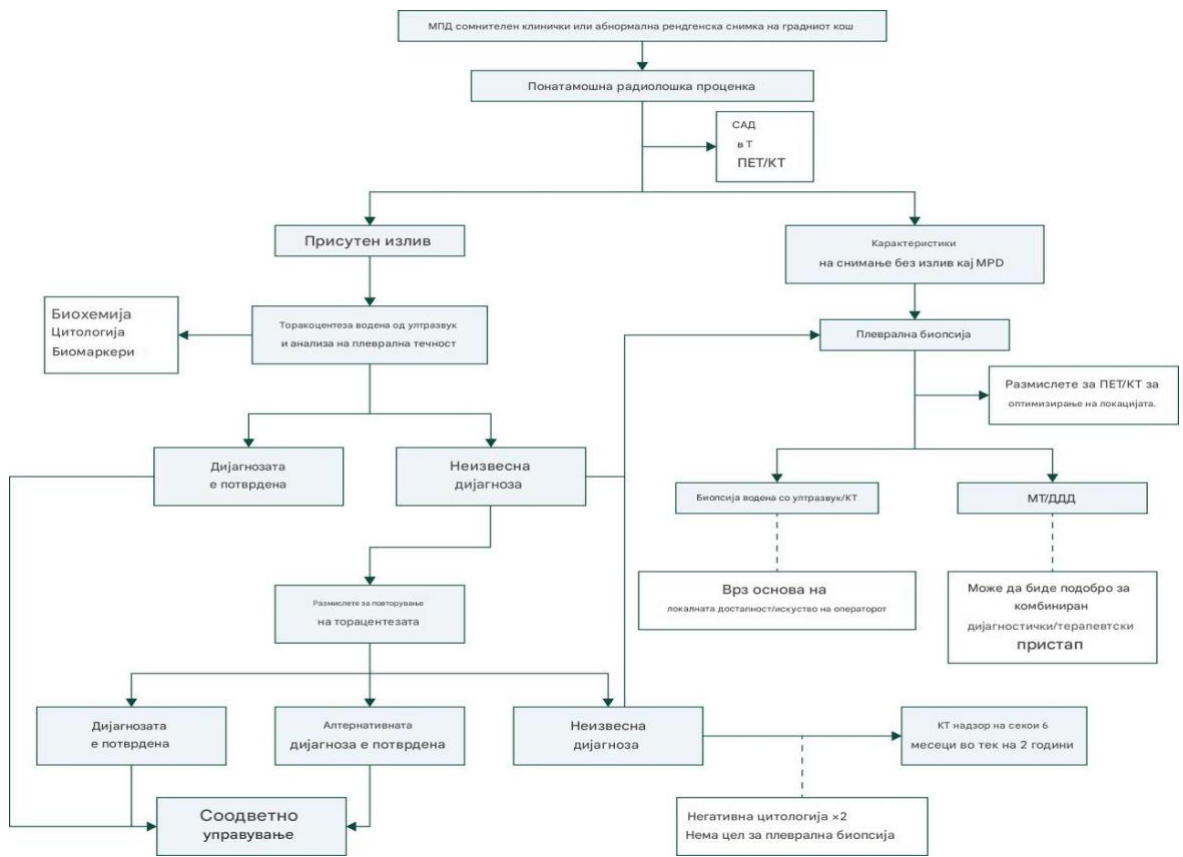 МПД сомнителен клинички или абнормална рендгенска снимка на градниот кош
Понатамошна радиолошка проценка
САД
в Т
ПЕТ/КТ
Присутен излив
Карактеристики
на снимање без излив кај MPD
Биохемија
Цитологија
Биомаркери
Торакоцентеза водена од ултразвук
и анализа на плеврална течност
Плеврална биопсија
Размислете за ПЕТ/КТ за
оптимизирање на локацијата.
Дијагнозата
е потврдена
Неизвесна
дијагноза
Биопсија водена со ултразвук/КТ
МТ/ДДД
Врз основа на
локалната достапност/искуство на операторот
Може да биде подобро за
комбиниран
дијагностички/терапевтски
пристап
Размислете за повторување
на торацентезата
Дијагнозата
е потврдена
Алтернативната
дијагноза е потврдена
Неизвесна
дијагноза
КТ надзор на секои 6
месеци во тек на 2 години
Соодветно
управување
Негативна цитологија ×2
Нема цел за плеврална биопсија